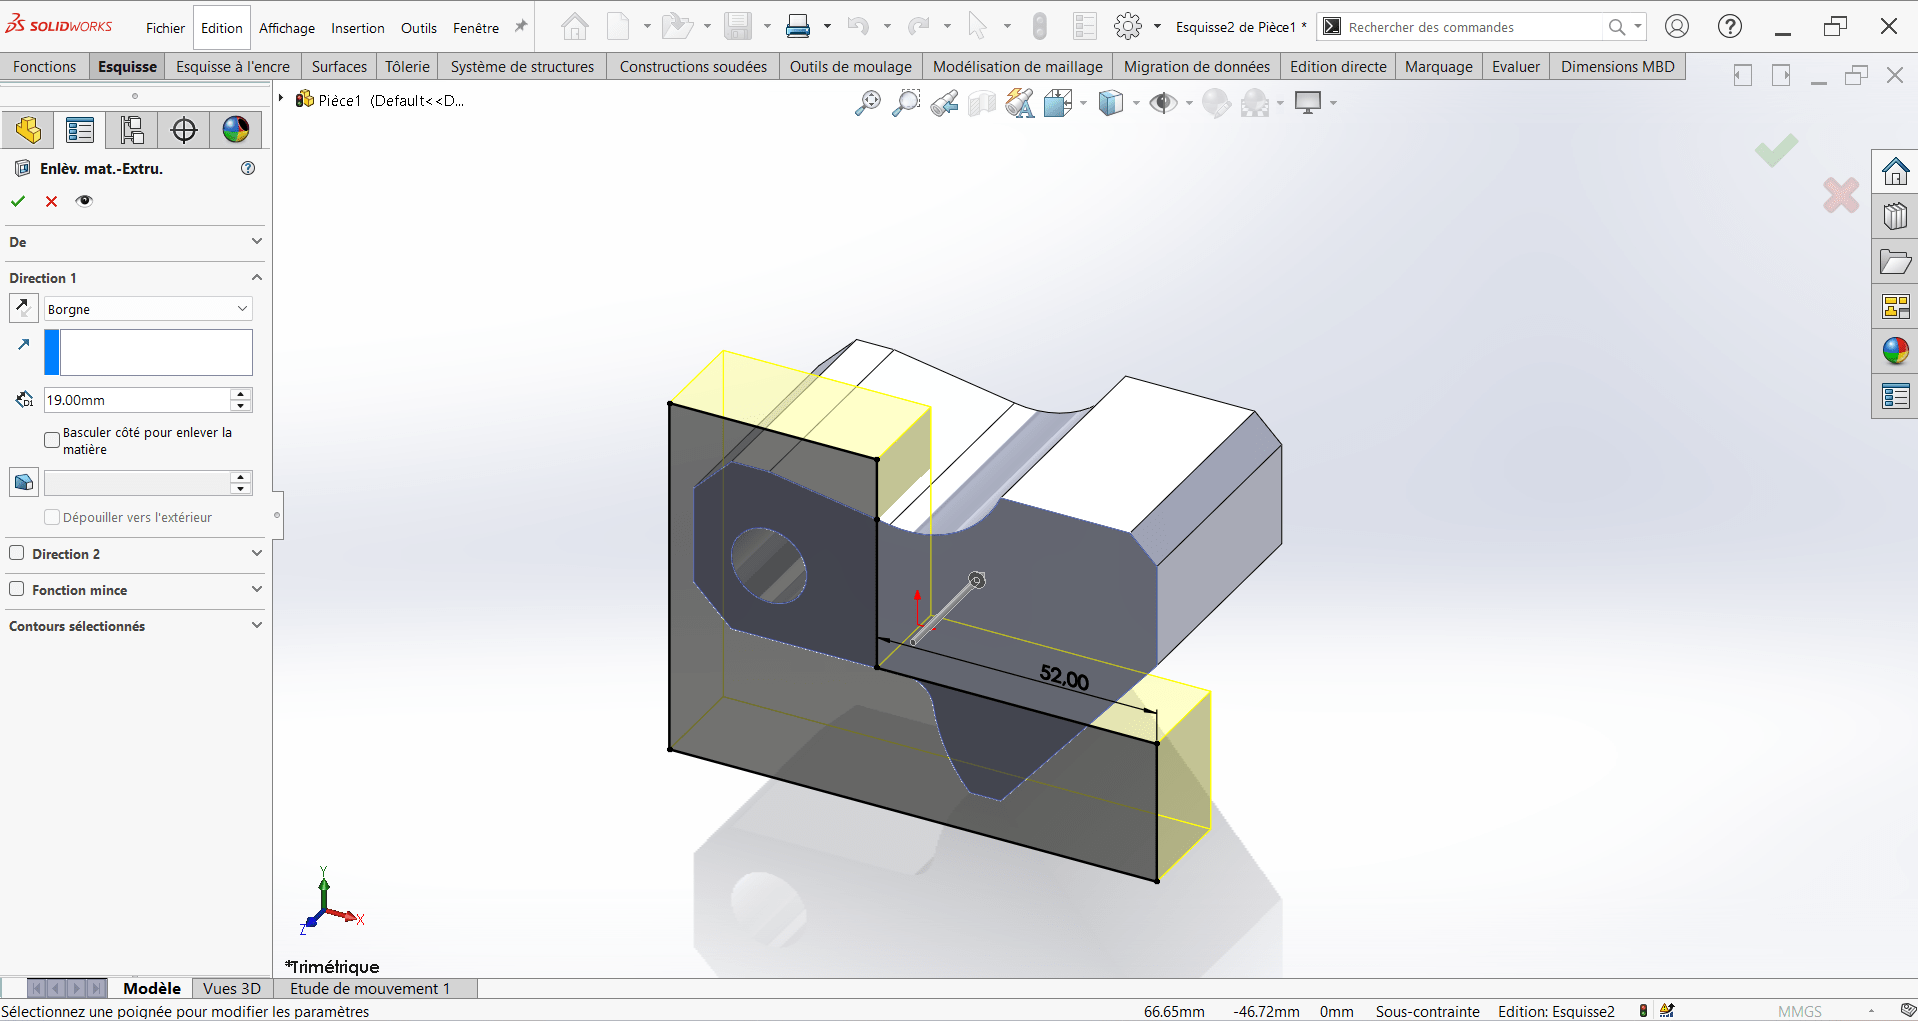 SOLIDWORKS
Fichier Edition Affichage Insertion Outils Fenêtre
Esquisse2 de Pièce1 *
Rechercher des commandes
Fonctions Esquisse Esquisse à l'encre Surfaces Tôlerie Système de structures Constructions soudées Outils de moulage Modélisation de maillage Migration de données Edition directe Marquage Evaluer Dimensions MBD
Pièce1 (Default<<D...
Enlèv. mat.-Extru.
De
Direction 1
Borgne
D1
19.00mm
Basculer côté pour enlever la
matière
Dépouiller vers l'extérieur
Direction 2
Fonction mince
Contours sélectionnés
52,00
Y
X
Z
*Trimétrique
Modèle Vues 3D Etude de mouvement 1
Sélectionnez une poignée pour modifier les paramètres
66.65mm -46.72mm 0mm Sous-contrainte Edition: Esquisse2 MMGS